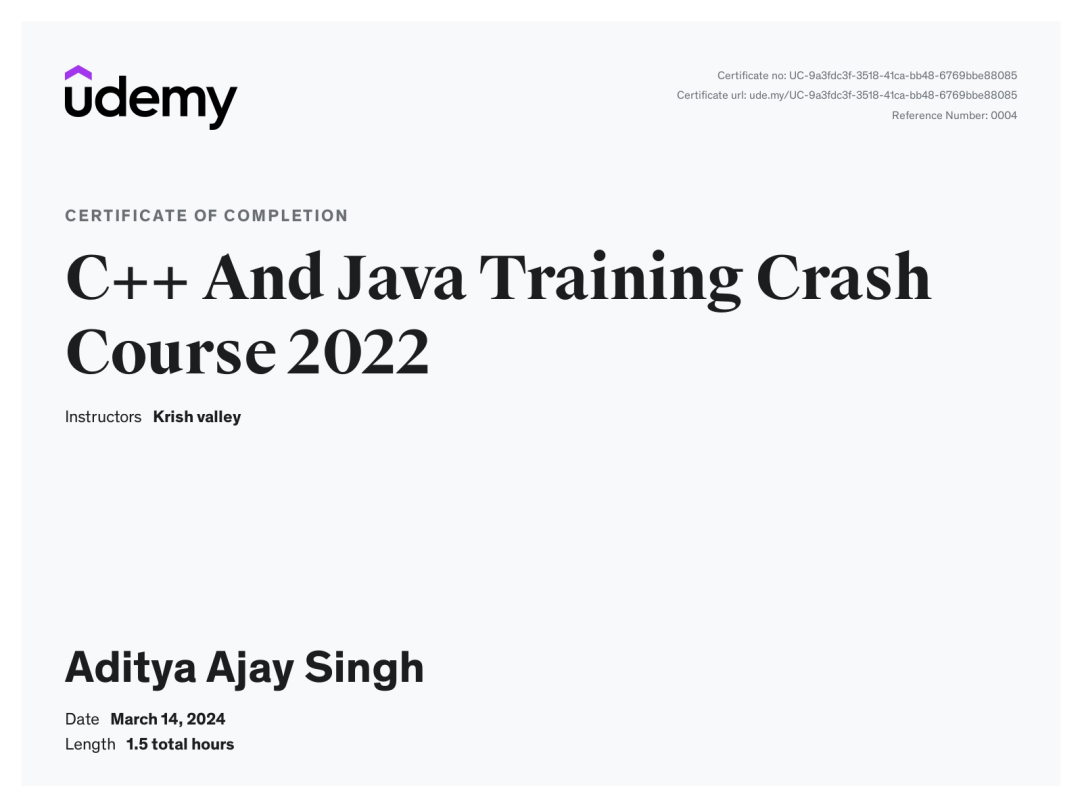 udemy
Certificate no: UC-9a3fdc3f-3518-41ca-bb48-6769bbe88085
Certificate url: ude.my/UC-9a3fdc3f-3518-41ca-bb48-6769bbe88085
Reference Number: 0004
CERTIFICATE OF COMPLETION
C++ And Java Training Crash
Course 2022
Instructors Krish valley
Aditya Ajay Singh
Date March 14, 2024
Length 1.5 total hours